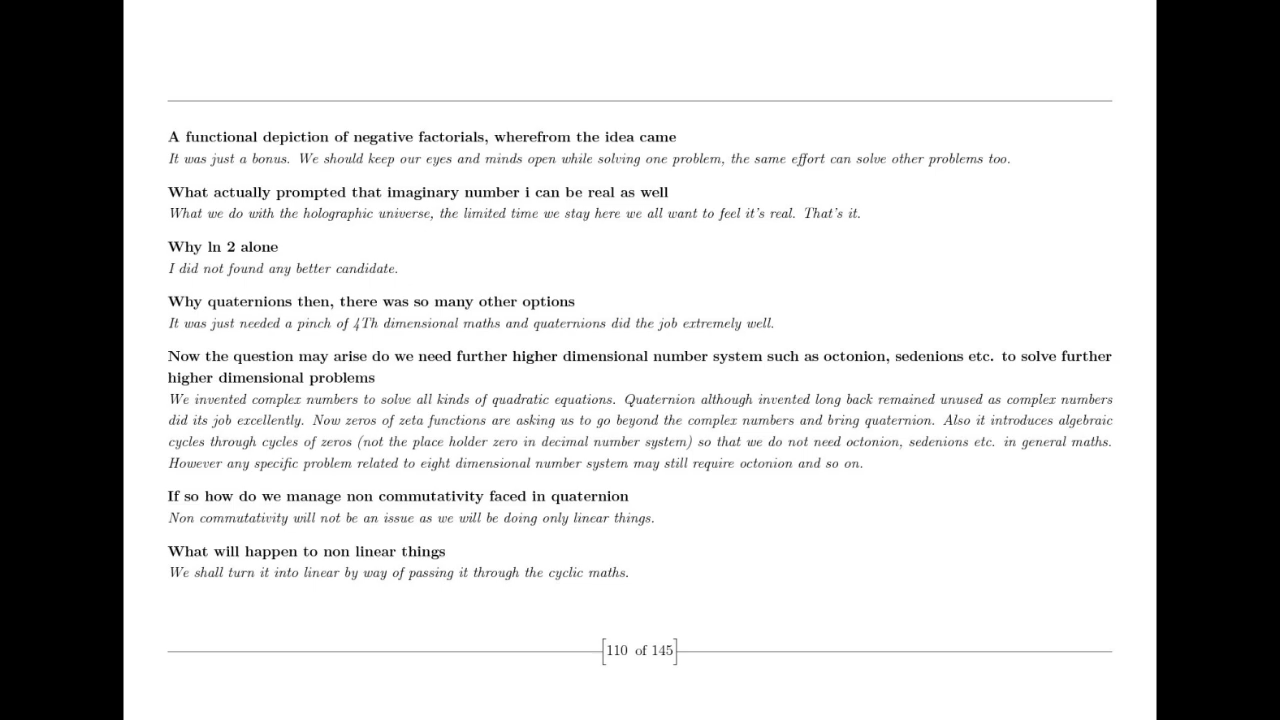 A functional depiction of negative factorials, wherefrom the idea came
It was just a bonus. We should keep our eyes and minds open while solving one problem, the same effort can solve other problems too.
What actually prompted that imaginary number i can be real as well
What we do with the holographic universe, the limited time we stay here we all want to feel it's real. That's it.
Why ln 2 alone
I did not found any better candidate.
Why quaternions then, there was so many other options
It was just needed a pinch of 4Th dimensional maths and quaternions did the job extremely well.
Now the question may arise do we need further higher dimensional number system such as octonion, sedenions etc. to solve further
higher dimensional problems
We invented complex numbers to solve all kinds of quadratic equations. Quaternion although invented long back remained unused as complex numbers
did its job excellently. Now zeros of zeta functions are asking us to go beyond the complex numbers and bring quaternion. Also it introduces algebraic
cycles through cycles of zeros (not the place holder zero in decimal number system) so that we do not need octonion, sedenions etc. in general maths.
However any specific problem related to eight dimensional number system may still require octonion and so on.
If so how do we manage non commutativity faced in quaternion
Non commutativity will not be an issue as we will be doing only linear things.
What will happen to non linear things
We shall turn it into linear by way of passing it through the cyclic maths.
[110 of 145]